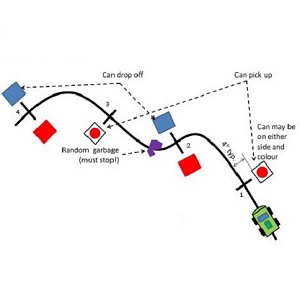 Can drop off
Can pick up
4
3
Random garbage
(must stop!)
2
4" typ.
Can may be
on either
side and
colour
1